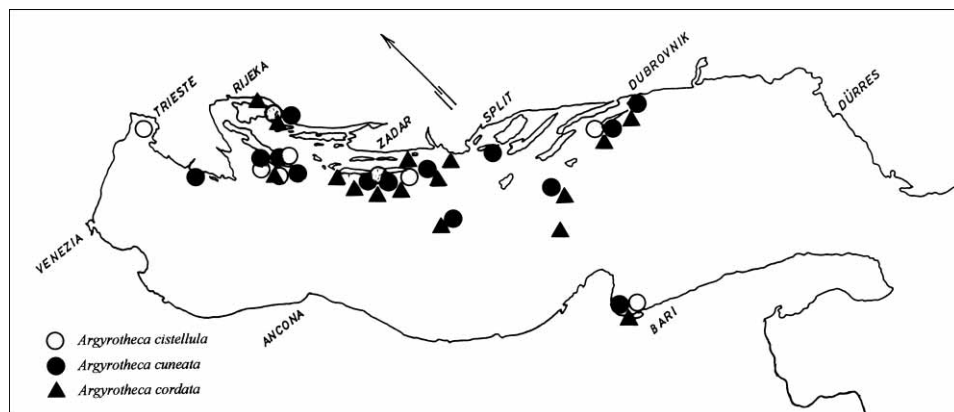 TRIESTE
RIJEKA
ZADAR
SPLIT
DUBROVNIK
DÜRRES
VENEZIA
ANCONA
BARI
Argyrotheca cistellula
Argyrotheca cuneata
Argyrotheca cordata